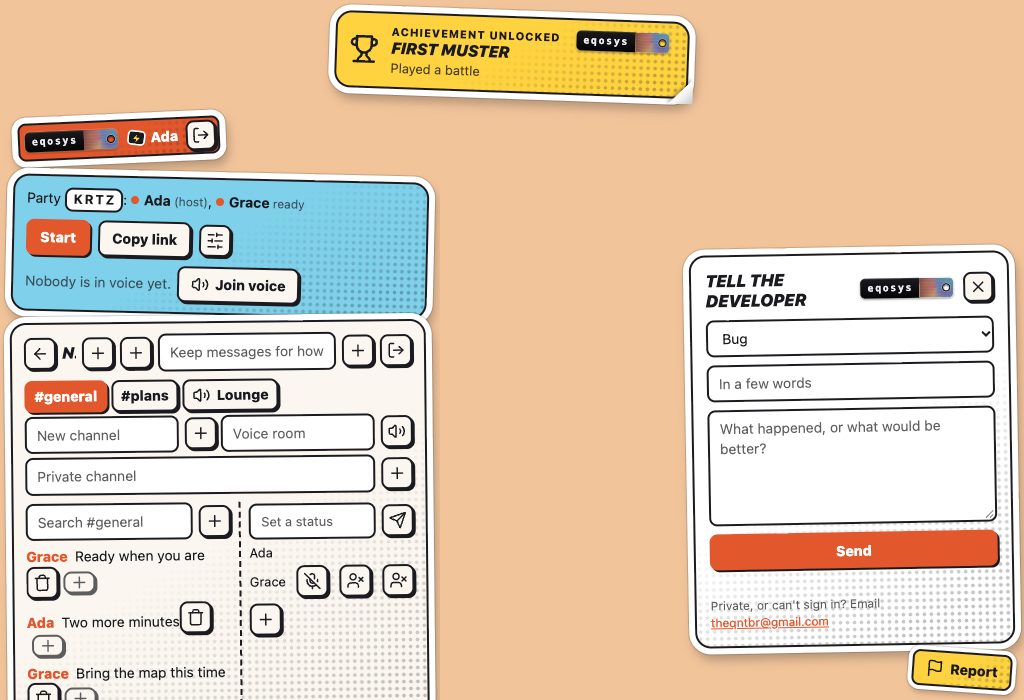 ACHIEVEMENT UNLOCKED
FIRST MUSTER
eqosys
Played a battle
eqosys
Ada
Party KRTZ: Ada (host), Grace ready
Start
Copy link
Nobody is in voice yet.
Join voice
N.
Keep messages for how
#general
#plans
Lounge
New channel
Voice room
Private channel
Search #general
Set a status
Grace Ready when you are
Ada Two more minutes
Grace Bring the map this time
Ada
Grace
TELL THE
DEVELOPER
eqosys
Bug
In a few words
What happened, or what would be
better?
Send
Private, or can't sign in? Email
theqntbr@gmail.com
Report